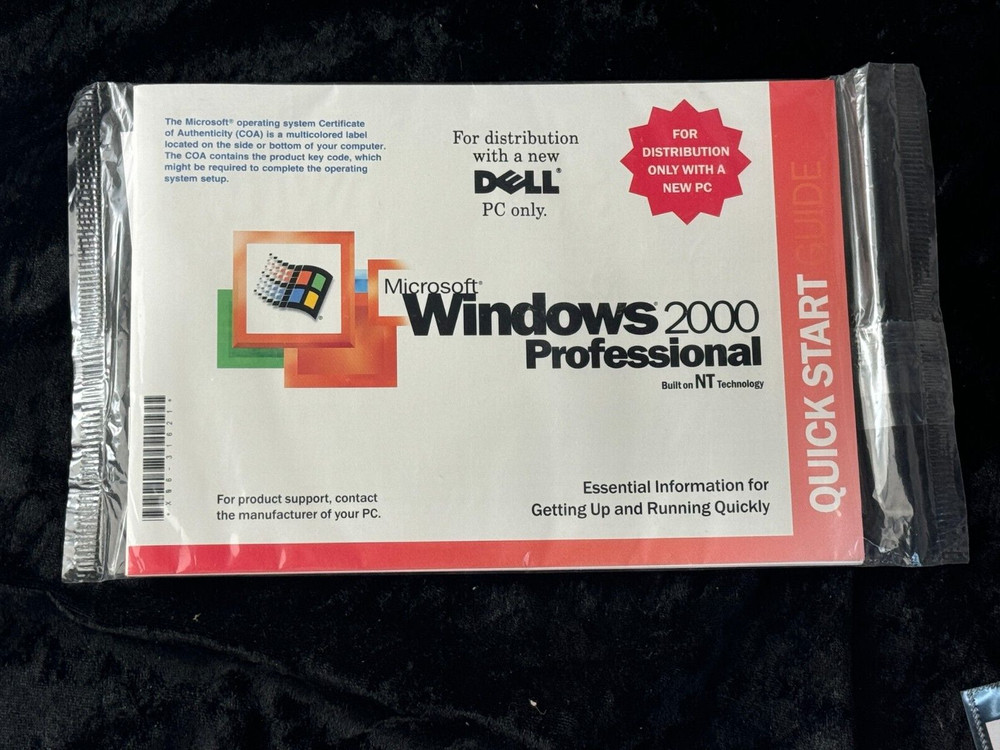 The Microsoft® operating system Certificate
of Authenticity (COA) is a multicolored label
located on the side or bottom of your computer.
The COA contains the product key code, which
might be required to complete the operating
system setup.
For distribution
with a new
DELL®
PC only.
FOR
DISTRIBUTION
ONLY WITH A
NEW PC
Microsoft®
Windows® 2000
Professional
Built on NT Technology
QUICK START GUIDE
For product support, contact
the manufacturer of your PC.
Essential Information for
Getting Up and Running Quickly